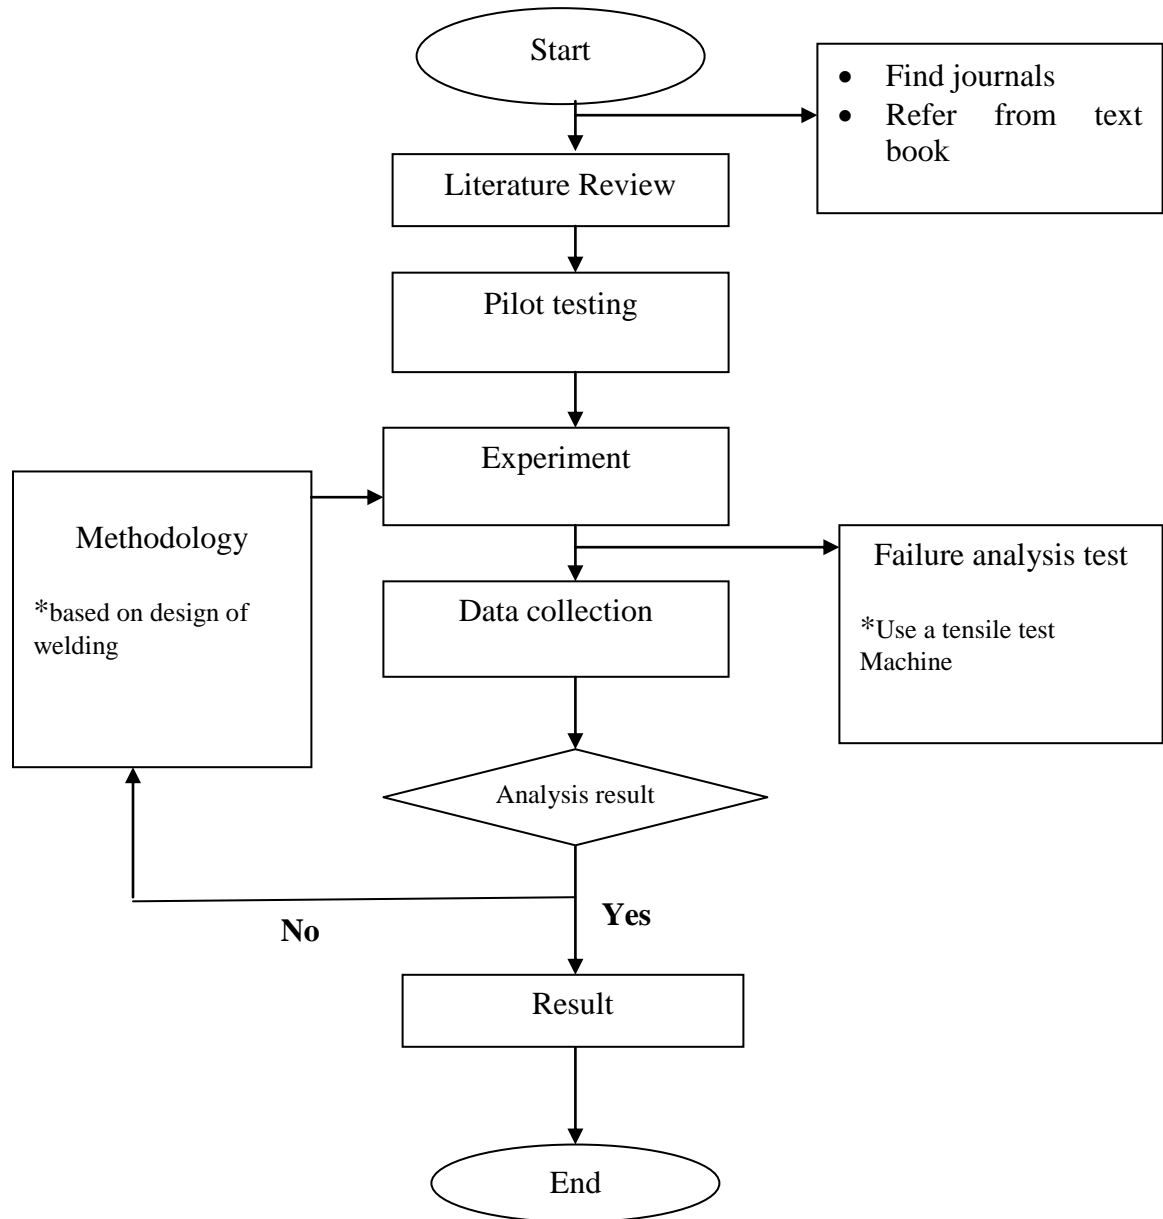 Start
• Find journals
• Refer from text
book
Literature Review
Pilot testing
Experiment
Methodology
*based on design of
welding
Failure analysis test
*Use a tensile test
Machine
Data collection
Analysis result
No
Yes
Result
End